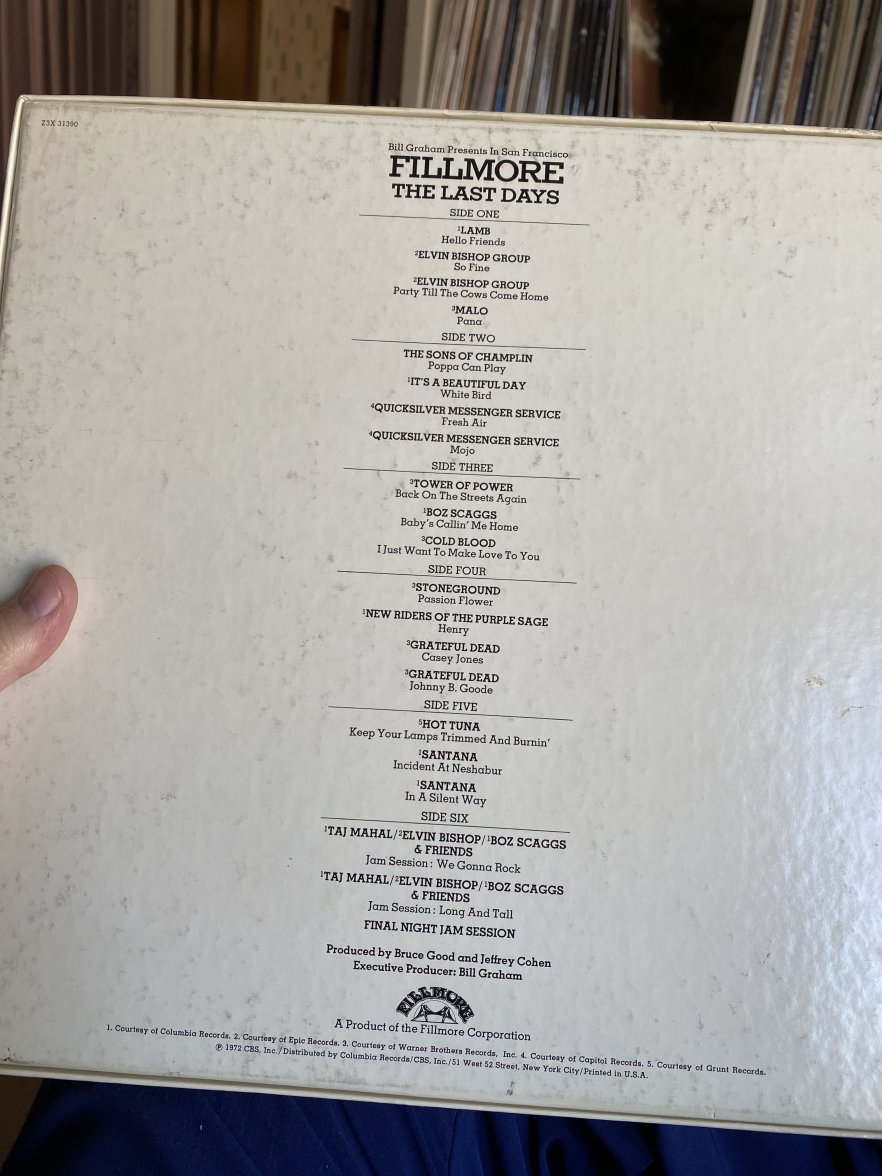 Z3X 31390
Bill Graham Presents In San Francisco
FILLMORE
THE LAST DAYS
SIDE ONE
¹LAMB
Hello Friends
²ELVIN BISHOP GROUP
So Fine
²ELVIN BISHOP GROUP
Party Till The Cows Come Home
³MALO
Pana
SIDE TWO
THE SONS OF CHAMPLIN
Poppa Can Play
¹IT'S A BEAUTIFUL DAY
White Bird
⁴QUICKSILVER MESSENGER SERVICE
Fresh Air
⁴QUICKSILVER MESSENGER SERVICE
Mojo
SIDE THREE
³TOWER OF POWER
Back On The Streets Again
¹BOZ SCAGGS
Baby's Callin' Me Home
³COLD BLOOD
I Just Want To Make Love To You
SIDE FOUR
³STONEGROUND
Passion Flower
¹NEW RIDERS OF THE PURPLE SAGE
Henry
³GRATEFUL DEAD
Casey Jones
³GRATEFUL DEAD
Johnny B. Goode
SIDE FIVE
⁵HOT TUNA
Keep Your Lamps Trimmed And Burnin'
¹SANTANA
Incident At Neshabur
¹SANTANA
In A Silent Way
SIDE SIX
¹TAJ MAHAL/²ELVIN BISHOP/¹BOZ SCAGGS
& FRIENDS
Jam Session: We Gonna Rock
¹TAJ MAHAL/²ELVIN BISHOP/¹BOZ SCAGGS
& FRIENDS
Jam Session: Long And Tall
FINAL NIGHT JAM SESSION
Produced by Bruce Good and Jeffrey Cohen
Executive Producer: Bill Graham
FILLMORE
A Product of the Fillmore Corporation
1. Courtesy of Columbia Records. 2. Courtesy of Epic Records. 3. Courtesy of Warner Brothers Records, Inc. 4. Courtesy of Capitol Records. 5. Courtesy of Grunt Records.
℗ 1972 CBS, Inc./Distributed by Columbia Records/CBS, Inc./51 West 52 Street, New York City/Printed in U.S.A.